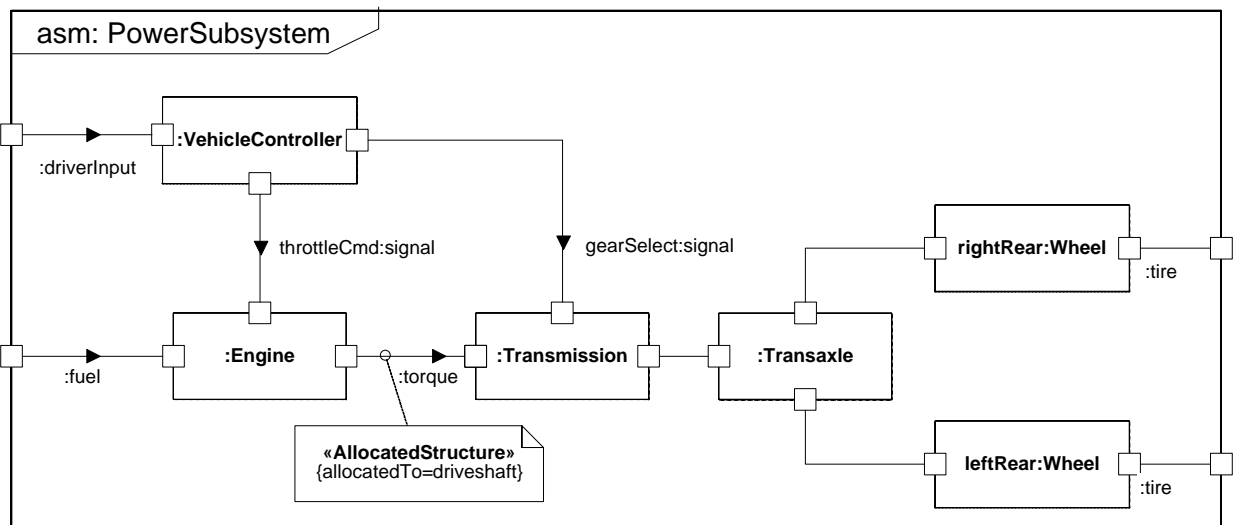 asm: PowerSubsystem
:VehicleController
:driverInput
throttleCmd:signal
gearSelect:signal
rightRear:Wheel
:tire
:Engine
:Transmission
:Transaxle
:fuel
:torque
«AllocatedStructure»
{allocatedTo=driveshaft}
leftRear:Wheel
:tire